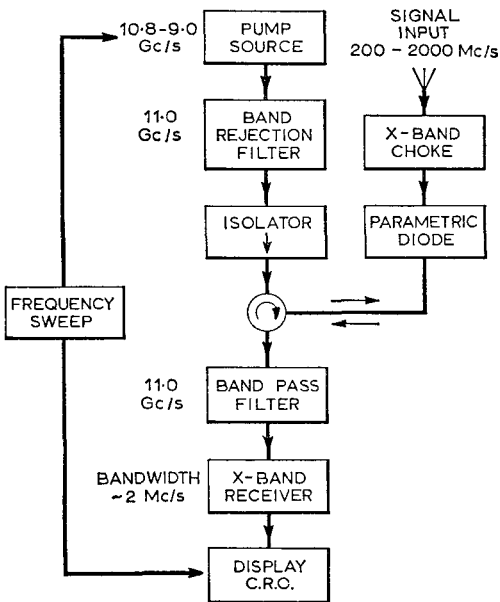 10·8-9·0
Gc/s
PUMP
SOURCE
SIGNAL
INPUT
200 - 2000 Mc/s
11·0
Gc/s
BAND
REJECTION
FILTER
X-BAND
CHOKE
ISOLATOR
PARAMETRIC
DIODE
FREQUENCY
SWEEP
11·0
Gc/s
BAND PASS
FILTER
BANDWIDTH
~2 Mc/s
X-BAND
RECEIVER
DISPLAY
C.R.O.